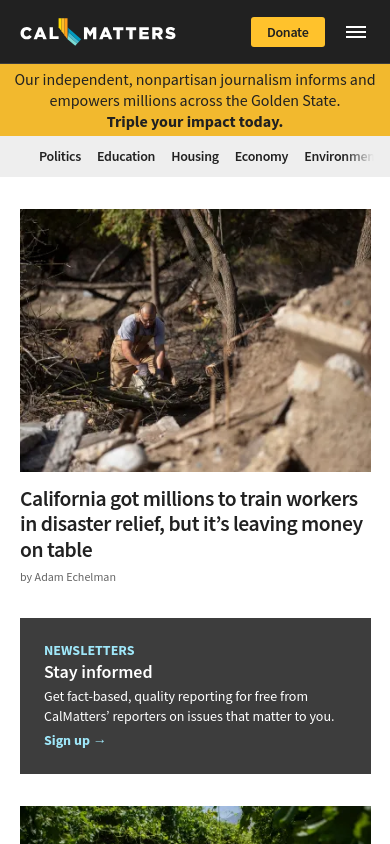 CALMATTERS
Donate
Our independent, nonpartisan journalism informs and
empowers millions across the Golden State.
Triple your impact today.
Politics Education Housing Economy Environmen
California got millions to train workers
in disaster relief, but it’s leaving money
on table
by Adam Echelman
NEWSLETTERS
Stay informed
Get fact-based, quality reporting for free from
CalMatters’ reporters on issues that matter to you.
Sign up →